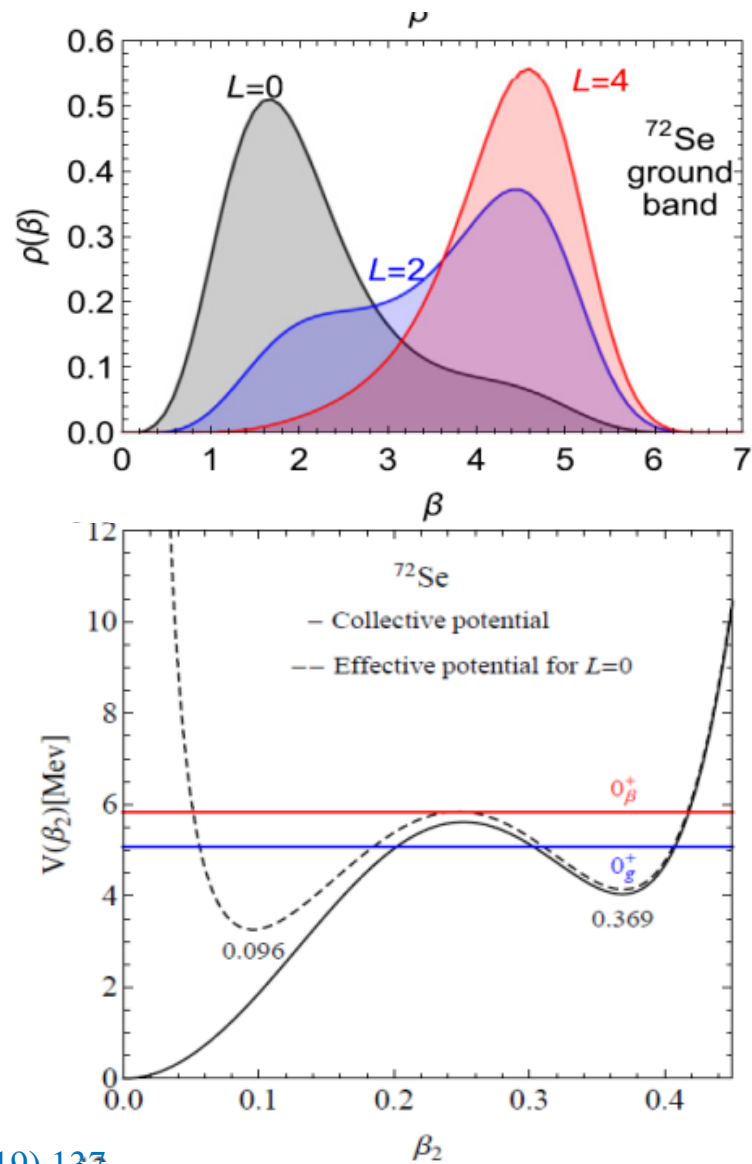 0.6
0.5
0.4
0.3
0.2
0.1
0.0
ρ(β)
L=0
L=2
L=4
⁷²Se
ground
band
0 1 2 3 4 5 6 7
β
12
10
8
6
4
2
0
V(β₂)[Mev]
⁷²Se
– Collective potential
–– Effective potential for L=0
0⁺β
0⁺g
0.096
0.369
0.0 0.1 0.2 0.3 0.4
β₂